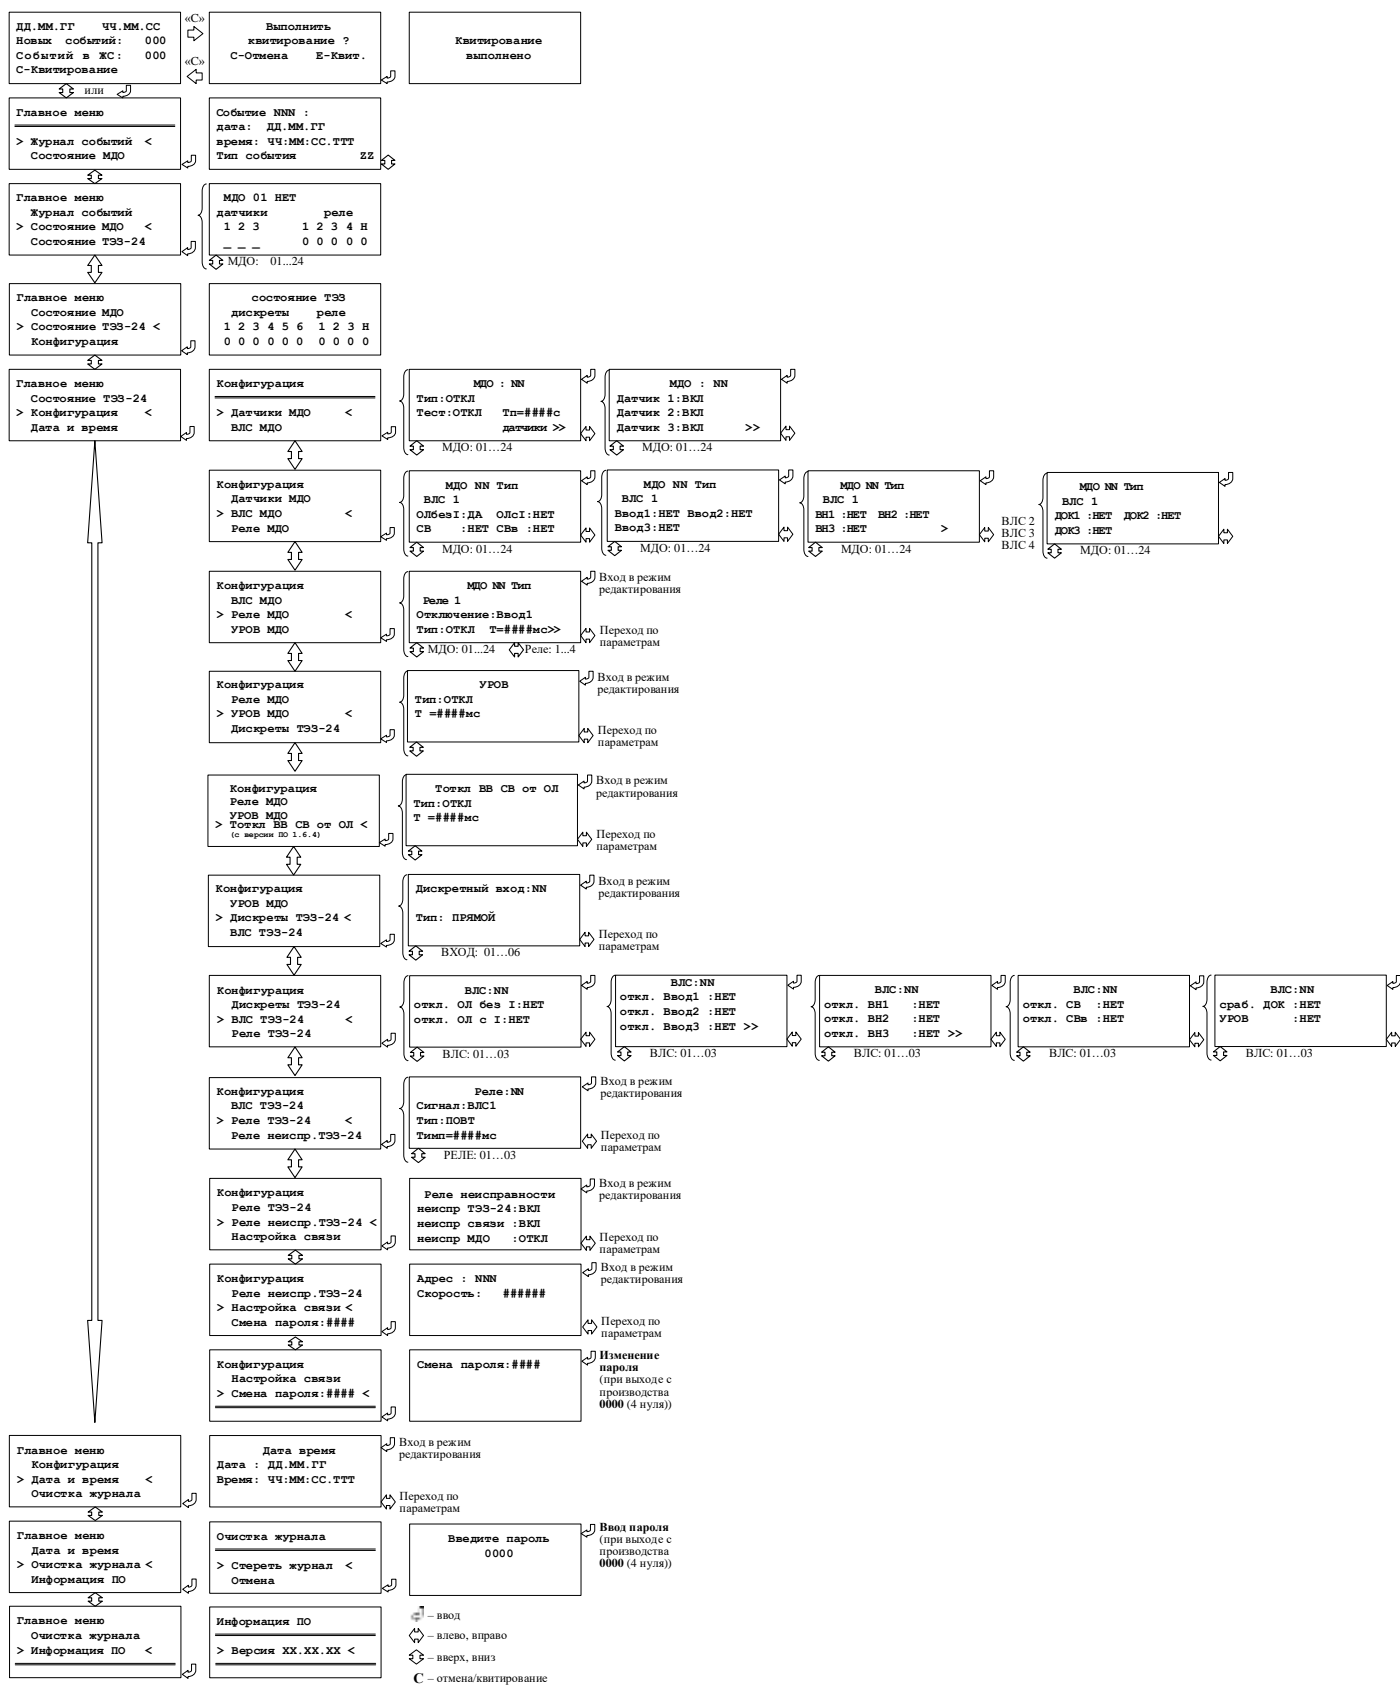 ДД.ММ.ГГ ЧЧ.ММ.СС
Новых событий: 000
Событий в ЖС: 000
С-Квитирование
«С»
«С»
Выполнить
квитирование ?
С-Отмена Е-Квит.
Квитирование
выполнено
или
Главное меню
> Журнал событий <
Состояние МДО
Событие NNN :
дата: ДД.ММ.ГГ
время: ЧЧ:ММ:СС.ТТТ
Тип события ZZ
Главное меню
Журнал событий
> Состояние МДО <
Состояние ТЭЗ-24
МДО 01 НЕТ
датчики реле
1 2 3 1 2 3 4 Н
_ _ _ 0 0 0 0 0
МДО: 01...24
Главное меню
Состояние МДО
> Состояние ТЭЗ-24 <
Конфигурация
состояние ТЭЗ
дискреты реле
1 2 3 4 5 6 1 2 3 Н
0 0 0 0 0 0 0 0 0 0
Главное меню
Состояние ТЭЗ-24
> Конфигурация <
Дата и время
Конфигурация
> Датчики МДО <
ВЛС МДО
МДО : NN
Тип:ОТКЛ
Тест:ОТКЛ Тп=####с
датчики >>
МДО: 01…24
МДО : NN
Датчик 1:ВКЛ
Датчик 2:ВКЛ
Датчик 3:ВКЛ >>
МДО: 01…24
Конфигурация
Датчики МДО
> ВЛС МДО <
Реле МДО
МДО NN Тип
ВЛС 1
ОЛбезI:ДА ОЛсI:НЕТ
СВ :НЕТ СВв :НЕТ
МДО: 01…24
МДО NN Тип
ВЛС 1
Ввод1:НЕТ Ввод2:НЕТ
Ввод3:НЕТ
МДО: 01…24
МДО NN Тип
ВЛС 1
ВН1 :НЕТ ВН2 :НЕТ
ВН3 :НЕТ >
МДО: 01…24
ВЛС 2
ВЛС 3
ВЛС 4
МДО NN Тип
ВЛС 1
ДОК1 :НЕТ ДОК2 :НЕТ
ДОК3 :НЕТ
МДО: 01…24
Конфигурация
ВЛС МДО
> Реле МДО <
УРОВ МДО
МДО NN Тип
Реле 1
Отключение:Ввод1
Тип:ОТКЛ Т=####мс>>
МДО: 01...24 Реле: 1...4
Вход в режим
редактирования
Переход по
параметрам
Конфигурация
Реле МДО
> УРОВ МДО <
Дискреты ТЭЗ-24
УРОВ
Тип:ОТКЛ
Т =####мс
Вход в режим
редактирования
Переход по
параметрам
Конфигурация
Реле МДО
УРОВ МДО
> Тоткл ВВ СВ от ОЛ <
(с версии ПО 1.6.4)
Тоткл ВВ СВ от ОЛ
Тип:ОТКЛ
Т =####мс
Вход в режим
редактирования
Переход по
параметрам
Конфигурация
УРОВ МДО
> Дискреты ТЭЗ-24 <
ВЛС ТЭЗ-24
Дискретный вход:NN
Тип: ПРЯМОЙ
ВХОД: 01…06
Вход в режим
редактирования
Переход по
параметрам
Конфигурация
Дискреты ТЭЗ-24
> ВЛС ТЭЗ-24 <
Реле ТЭЗ-24
ВЛС:NN
откл. ОЛ без I:НЕТ
откл. ОЛ с I:НЕТ
ВЛС: 01…03
ВЛС:NN
откл. Ввод1 :НЕТ
откл. Ввод2 :НЕТ
откл. Ввод3 :НЕТ >>
ВЛС: 01…03
ВЛС:NN
откл. ВН1 :НЕТ
откл. ВН2 :НЕТ
откл. ВН3 :НЕТ >>
ВЛС: 01…03
ВЛС:NN
откл. СВ :НЕТ
откл. СВв :НЕТ
ВЛС: 01…03
ВЛС:NN
сраб. ДОК :НЕТ
УРОВ :НЕТ
ВЛС: 01…03
Конфигурация
ВЛС ТЭЗ-24
> Реле ТЭЗ-24 <
Реле неиспр.ТЭЗ-24
Реле:NN
Сигнал:ВЛС1
Тип:ПОВТ
Тимп=####мс
РЕЛЕ: 01…03
Вход в режим
редактирования
Переход по
параметрам
Конфигурация
Реле ТЭЗ-24
> Реле неиспр.ТЭЗ-24 <
Настройка связи
Реле неисправности
неиспр ТЭЗ-24:ВКЛ
неиспр связи :ВКЛ
неиспр МДО :ОТКЛ
Вход в режим
редактирования
Переход по
параметрам
Конфигурация
Реле неиспр.ТЭЗ-24
> Настройка связи <
Смена пароля:####
Адрес : NNN
Скорость: ######
Вход в режим
редактирования
Переход по
параметрам
Конфигурация
Настройка связи
> Смена пароля:#### <
Смена пароля:####
Изменение
пароля
(при выходе с
производства
0000 (4 нуля))
Главное меню
Конфигурация
> Дата и время <
Очистка журнала
Дата время
Дата : ДД.ММ.ГГ
Время: ЧЧ:ММ:СС.ТТТ
Вход в режим
редактирования
Переход по
параметрам
Главное меню
Дата и время
> Очистка журнала <
Информация ПО
Очистка журнала
> Стереть журнал <
Отмена
Введите пароль
0000
Ввод пароля
(при выходе с
производства
0000 (4 нуля))
Главное меню
Очистка журнала
> Информация ПО <
Информация ПО
> Версия XX.XX.XX <
– ввод
– влево, вправо
– вверх, вниз
С – отмена/квитирование